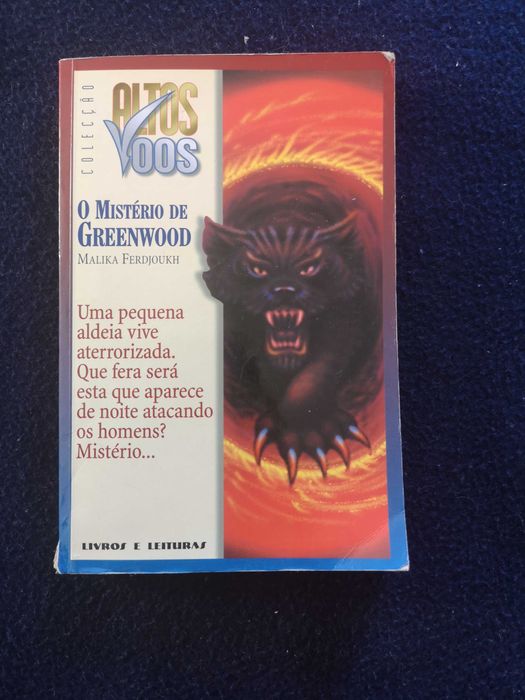 COLECÇÃO
ALTOS
VOOS
O MISTÉRIO DE
GREENWOOD
MALIKA FERDJOUKH
Uma pequena
aldeia vive
aterrorizada.
Que fera será
esta que aparece
de noite atacando
os homens?
Mistério...
LIVROS E LEITURAS